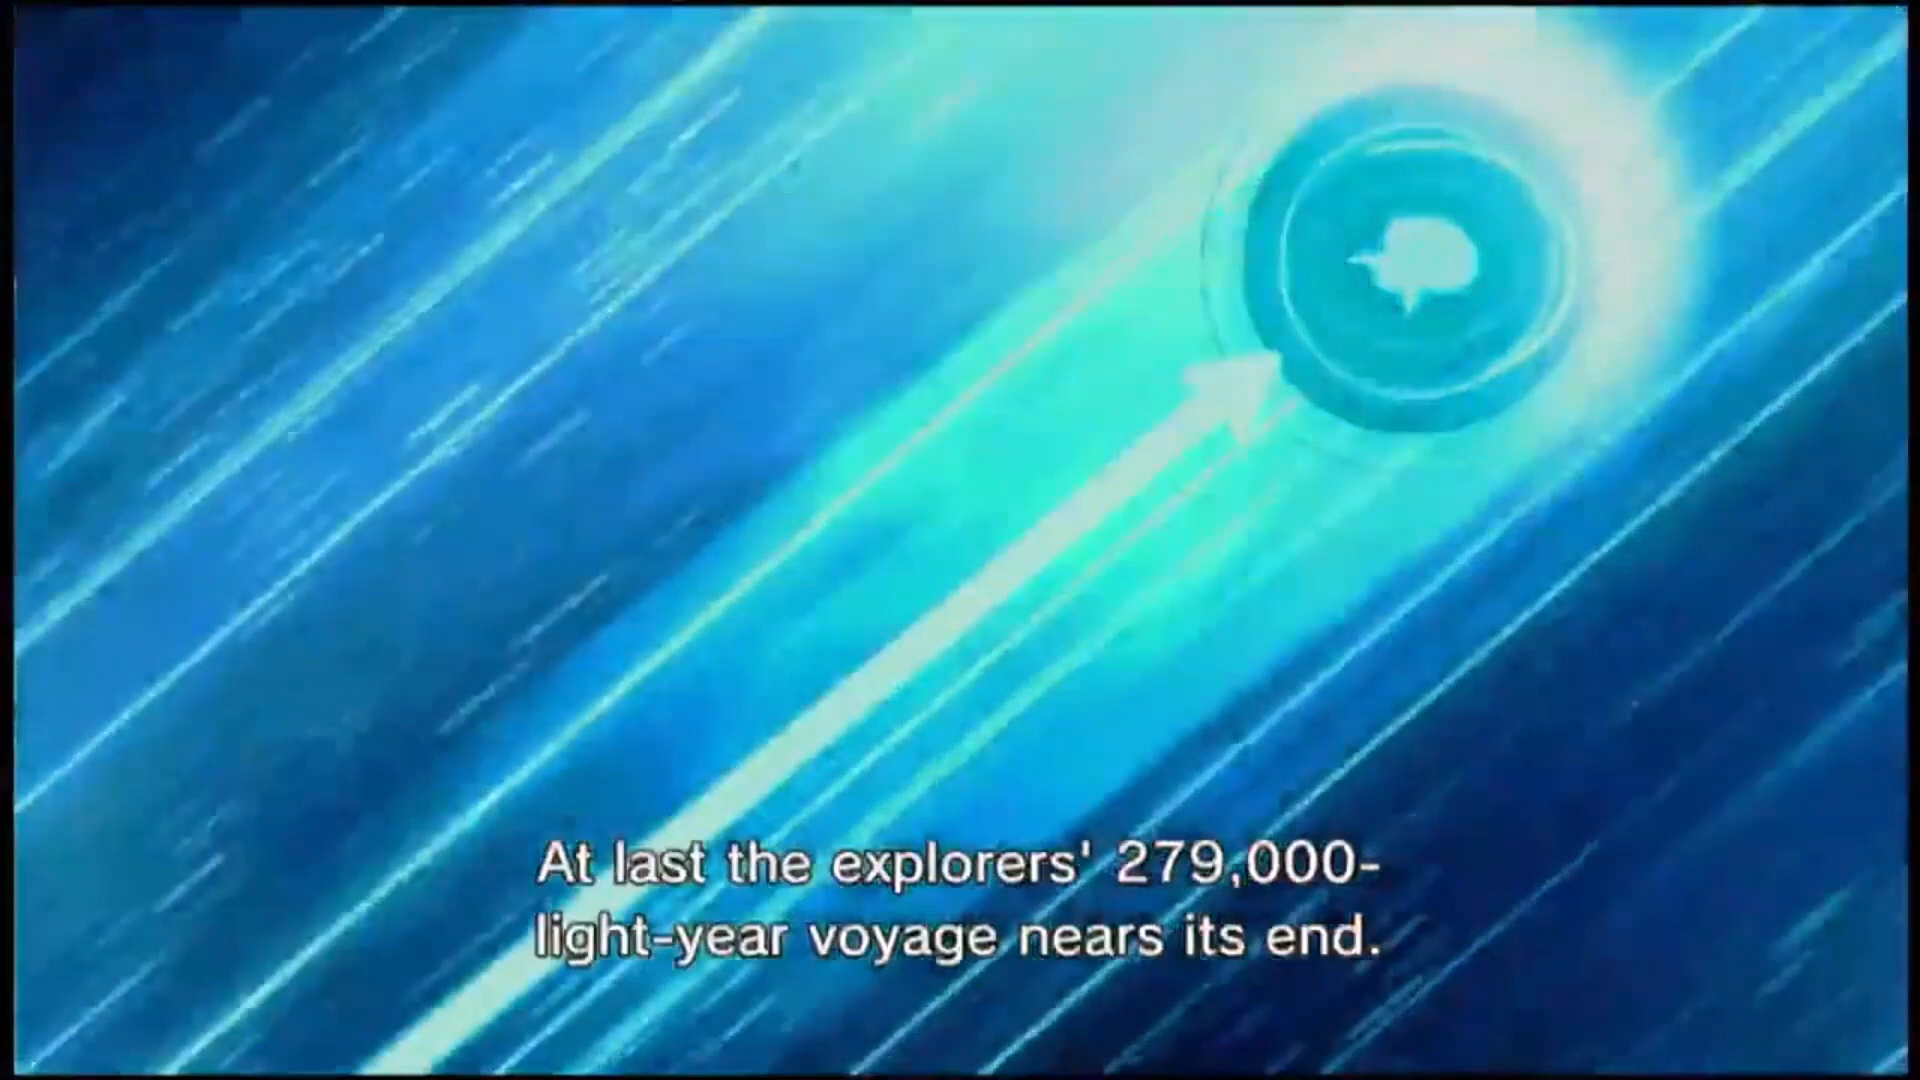 At last the explorers' 279,000-
light-year voyage nears its end.